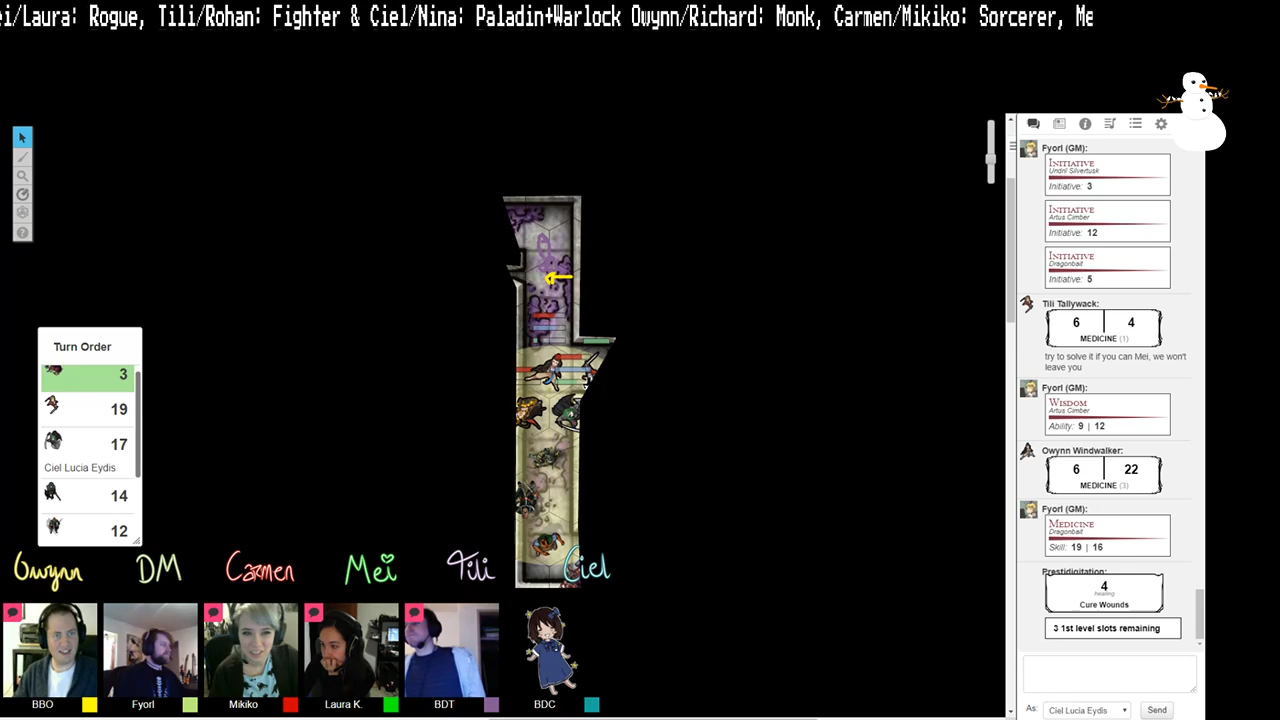 ei/Laura: Rogue, Tili/Rohan: Fighter & Ciel/Nina: Paladin+Warlock Owynn/Richard: Monk, Carmen/Mikiko: Sorcerer, Me
Fyorl (GM):
INITIATIVE
Undril Silvertusk
Initiative: 3
INITIATIVE
Artus Cimber
Initiative: 12
INITIATIVE
Dragonbait
Initiative: 5
Tili Tallywack:
6 4
MEDICINE (1)
try to solve it if you can Mei, we won't
leave you
Fyorl (GM):
WISDOM
Artus Cimber
Ability: 9 | 12
Owynn Windwalker:
6 22
MEDICINE (3)
Fyorl (GM):
MEDICINE
Dragonbait
Skill: 19 | 16
Prestidigitation:
4
healing
Cure Wounds
3 1st level slots remaining
As: Ciel Lucia Eydis
Send
Turn Order
3
19
17
Ciel Lucia Eydis
14
12
Owynn DM Carmen Mei Tili Ciel
BBO Fyorl Mikiko Laura K. BDT BDC